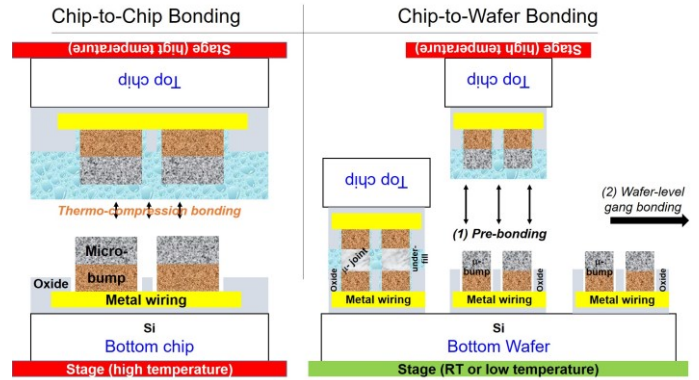 Chip-to-Chip Bonding
Chip-to-Wafer Bonding
Stage (higt temperature)
Stage (high temperature)
Top chip
Top chip
Top chip
Thermo-compression bonding
(1) Pre-bonding
(2) Wafer-level
gang bonding
Micro-
bump
Oxide
Metal wiring
Oxide
μ- joint
under-
fill
Metal wiring
μ-
bump
Oxide
Metal wiring
μ-
bump
Oxide
Metal wiring
Si
Bottom chip
Si
Bottom Wafer
Stage (high temperature)
Stage (RT or low temperature)